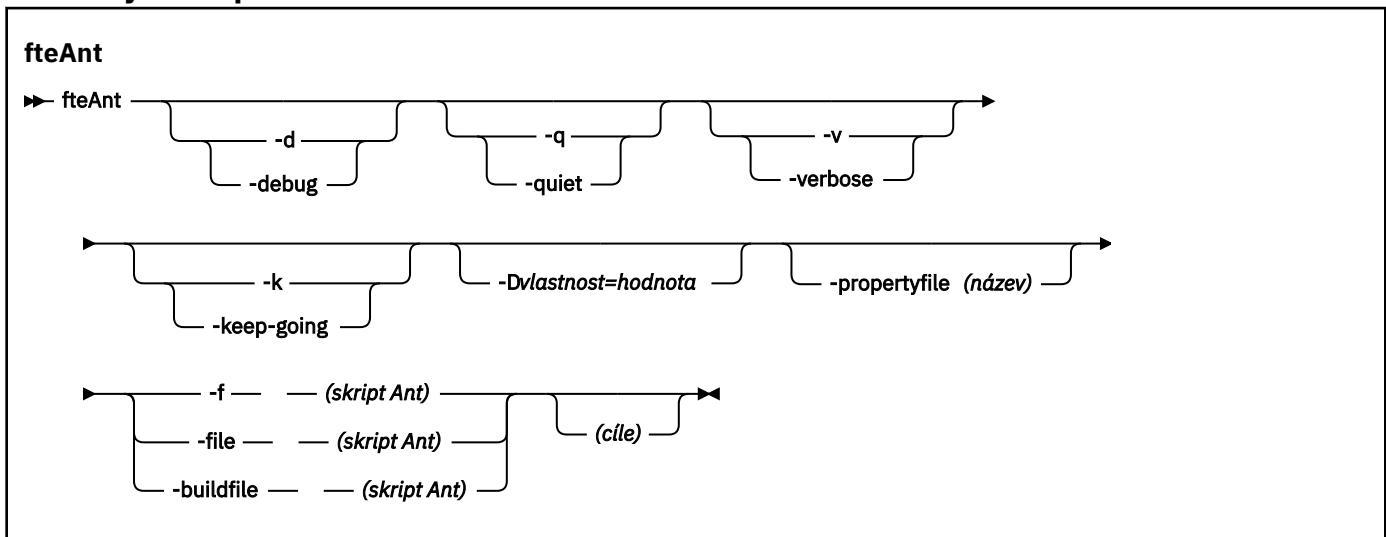 fteAnt
fteAnt -d -q -v
-debug -quiet -verbose
-k -Dvlastnost=hodnota -propertyfile (název)
-keep-going
-f (skript Ant)
-file (skript Ant) (cíle)
-buildfile (skript Ant)